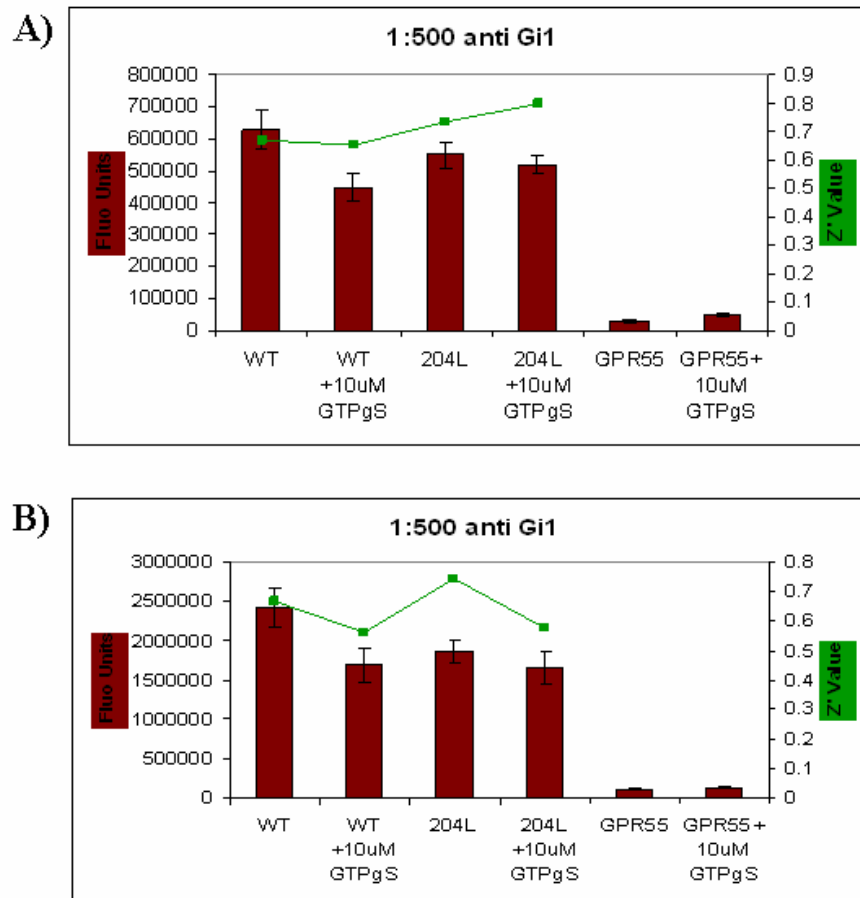 A)
1:500 anti Gi1
800000
700000
600000
500000
400000
300000
200000
100000
0
Fluo Units
0.9
0.8
0.7
0.6
0.5
0.4
0.3
0.2
0.1
0
Z' Value
WT
WT +10uM GTPgS
204L
204L +10uM GTPgS
GPR55
GPR55+ 10uM GTPgS
B)
1:500 anti Gi1
3000000
2500000
2000000
1500000
1000000
500000
0
Fluo Units
0.8
0.7
0.6
0.5
0.4
0.3
0.2
0.1
0
Z' Value
WT
WT +10uM GTPgS
204L
204L +10uM GTPgS
GPR55
GPR55+ 10uM GTPgS